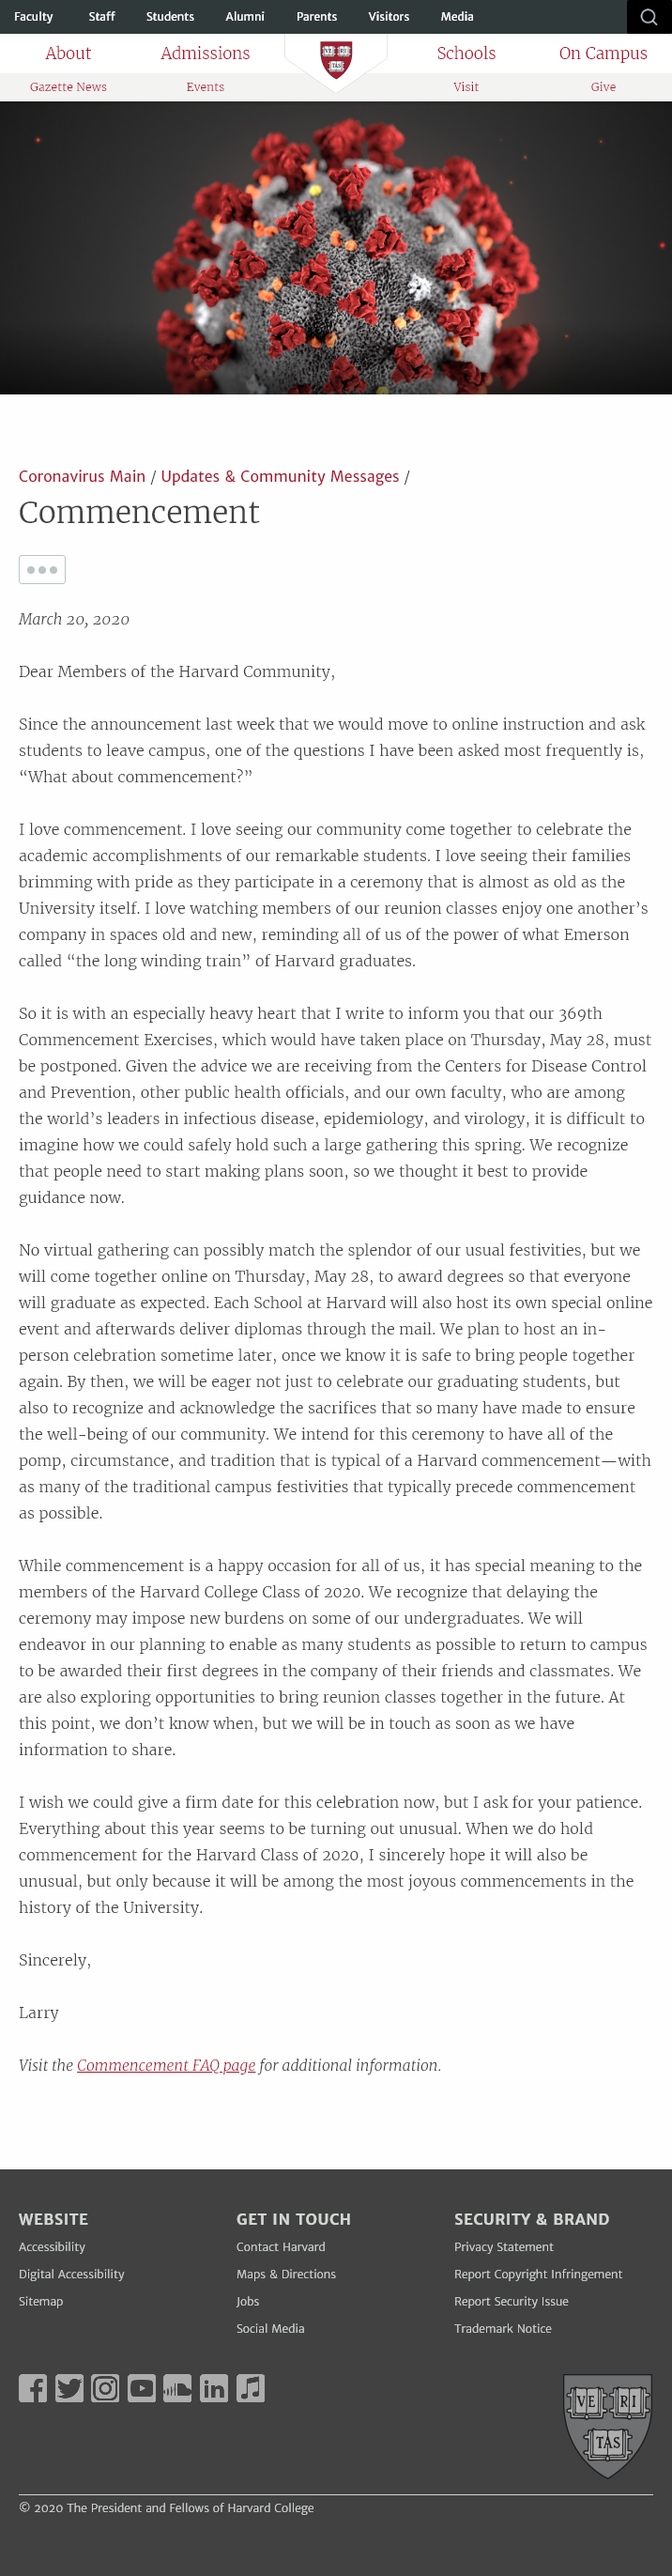 Faculty Staff Students Alumni Parents Visitors Media
About Admissions Schools On Campus
VE RI
TAS
Gazette News Events Visit Give
Coronavirus Main / Updates & Community Messages /
Commencement
March 20, 2020
Dear Members of the Harvard Community,
Since the announcement last week that we would move to online instruction and ask
students to leave campus, one of the questions I have been asked most frequently is,
“What about commencement?”
I love commencement. I love seeing our community come together to celebrate the
academic accomplishments of our remarkable students. I love seeing their families
brimming with pride as they participate in a ceremony that is almost as old as the
University itself. I love watching members of our reunion classes enjoy one another’s
company in spaces old and new, reminding all of us of the power of what Emerson
called “the long winding train” of Harvard graduates.
So it is with an especially heavy heart that I write to inform you that our 369th
Commencement Exercises, which would have taken place on Thursday, May 28, must
be postponed. Given the advice we are receiving from the Centers for Disease Control
and Prevention, other public health officials, and our own faculty, who are among
the world’s leaders in infectious disease, epidemiology, and virology, it is difficult to
imagine how we could safely hold such a large gathering this spring. We recognize
that people need to start making plans soon, so we thought it best to provide
guidance now.
No virtual gathering can possibly match the splendor of our usual festivities, but we
will come together online on Thursday, May 28, to award degrees so that everyone
will graduate as expected. Each School at Harvard will also host its own special online
event and afterwards deliver diplomas through the mail. We plan to host an in-
person celebration sometime later, once we know it is safe to bring people together
again. By then, we will be eager not just to celebrate our graduating students, but
also to recognize and acknowledge the sacrifices that so many have made to ensure
the well-being of our community. We intend for this ceremony to have all of the
pomp, circumstance, and tradition that is typical of a Harvard commencement—with
as many of the traditional campus festivities that typically precede commencement
as possible.
While commencement is a happy occasion for all of us, it has special meaning to the
members of the Harvard College Class of 2020. We recognize that delaying the
ceremony may impose new burdens on some of our undergraduates. We will
endeavor in our planning to enable as many students as possible to return to campus
to be awarded their first degrees in the company of their friends and classmates. We
are also exploring opportunities to bring reunion classes together in the future. At
this point, we don’t know when, but we will be in touch as soon as we have
information to share.
I wish we could give a firm date for this celebration now, but I ask for your patience.
Everything about this year seems to be turning out unusual. When we do hold
commencement for the Harvard Class of 2020, I sincerely hope it will also be
unusual, but only because it will be among the most joyous commencements in the
history of the University.
Sincerely,
Larry
Visit the Commencement FAQ page for additional information.
WEBSITE
Accessibility
Digital Accessibility
Sitemap
GET IN TOUCH
Contact Harvard
Maps & Directions
Jobs
Social Media
SECURITY & BRAND
Privacy Statement
Report Copyright Infringement
Report Security Issue
Trademark Notice
VE RI
TAS
© 2020 The President and Fellows of Harvard College